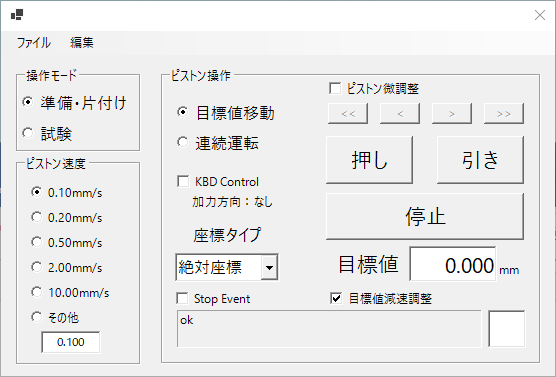 ファイル 編集
操作モード
準備・片付け
試験
ピストン速度
0.10mm/s
0.20mm/s
0.50mm/s
2.00mm/s
10.00mm/s
その他
0.100
ピストン操作
目標値移動
連続運転
KBD Control
加力方向：なし
座標タイプ
絶対座標
Stop Event
ok
ピストン微調整
<< < > >>
押し 引き
停止
目標値 0.000 mm
目標値減速調整